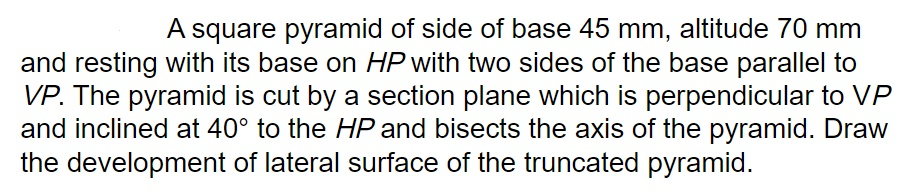 A square pyramid of side of base 45 mm, altitude 70 mm
and resting with its base on HP with two sides of the base parallel to
VP. The pyramid is cut by a section plane which is perpendicular to VP
and inclined at 40° to the HP and bisects the axis of the pyramid. Draw
the development of lateral surface of the truncated pyramid.